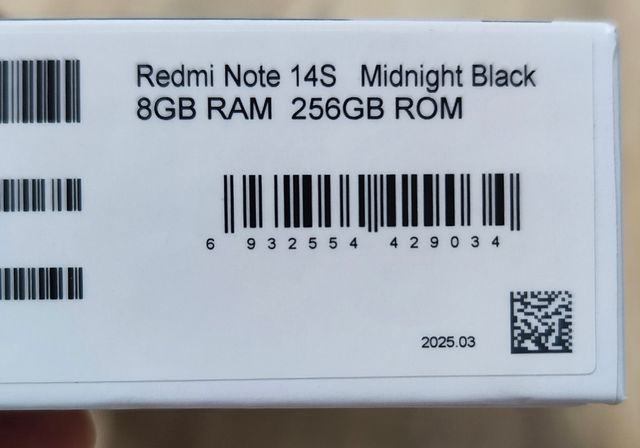 Redmi Note 14S Midnight Black
8GB RAM 256GB ROM
6 932554 429034
2025.03